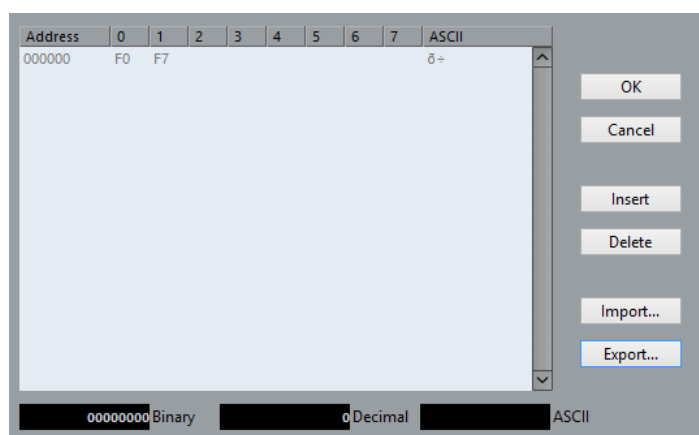 Address 0 1 2 3 4 5 6 7 ASCII
000000 F0 F7 ð÷
OK
Cancel
Insert
Delete
Import...
Export...
00000000 Binary 0 Decimal ASCII